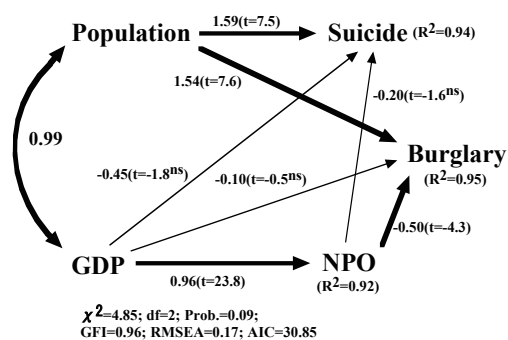 Population 1.59(t=7.5) Suicide (R²=0.94)
1.54(t=7.6)
-0.20(t=-1.6ⁿˢ)
0.99
Burglary
(R²=0.95)
-0.45(t=-1.8ⁿˢ) -0.10(t=-0.5ⁿˢ)
-0.50(t=-4.3)
GDP NPO
0.96(t=23.8) (R²=0.92)
χ²=4.85; df=2; Prob.=0.09;
GFI=0.96; RMSEA=0.17; AIC=30.85